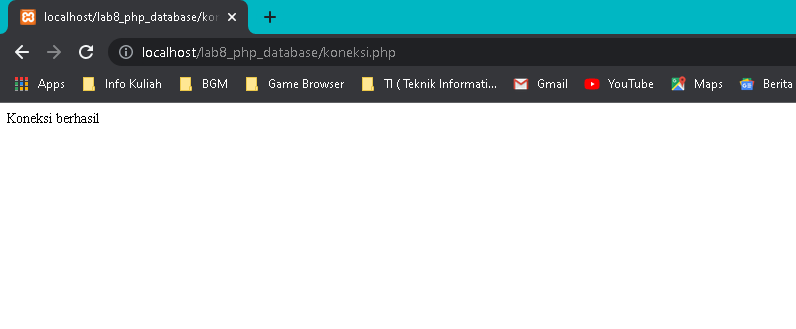 localhost/lab8_php_database/kon
localhost/lab8_php_database/koneksi.php
Apps Info Kuliah BGM Game Browser TI ( Teknik Informati... Gmail YouTube Maps Berita
Koneksi berhasil